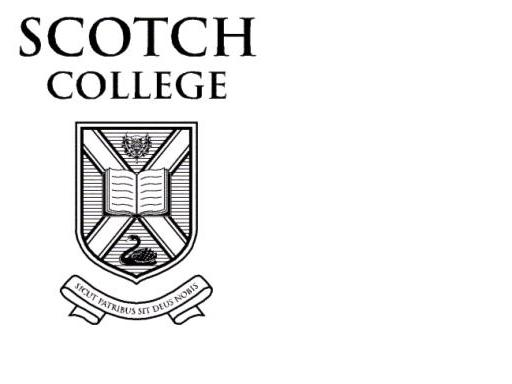 SCOTCH
COLLEGE
SICUT PATRIBUS SIT DEUS NOBIS